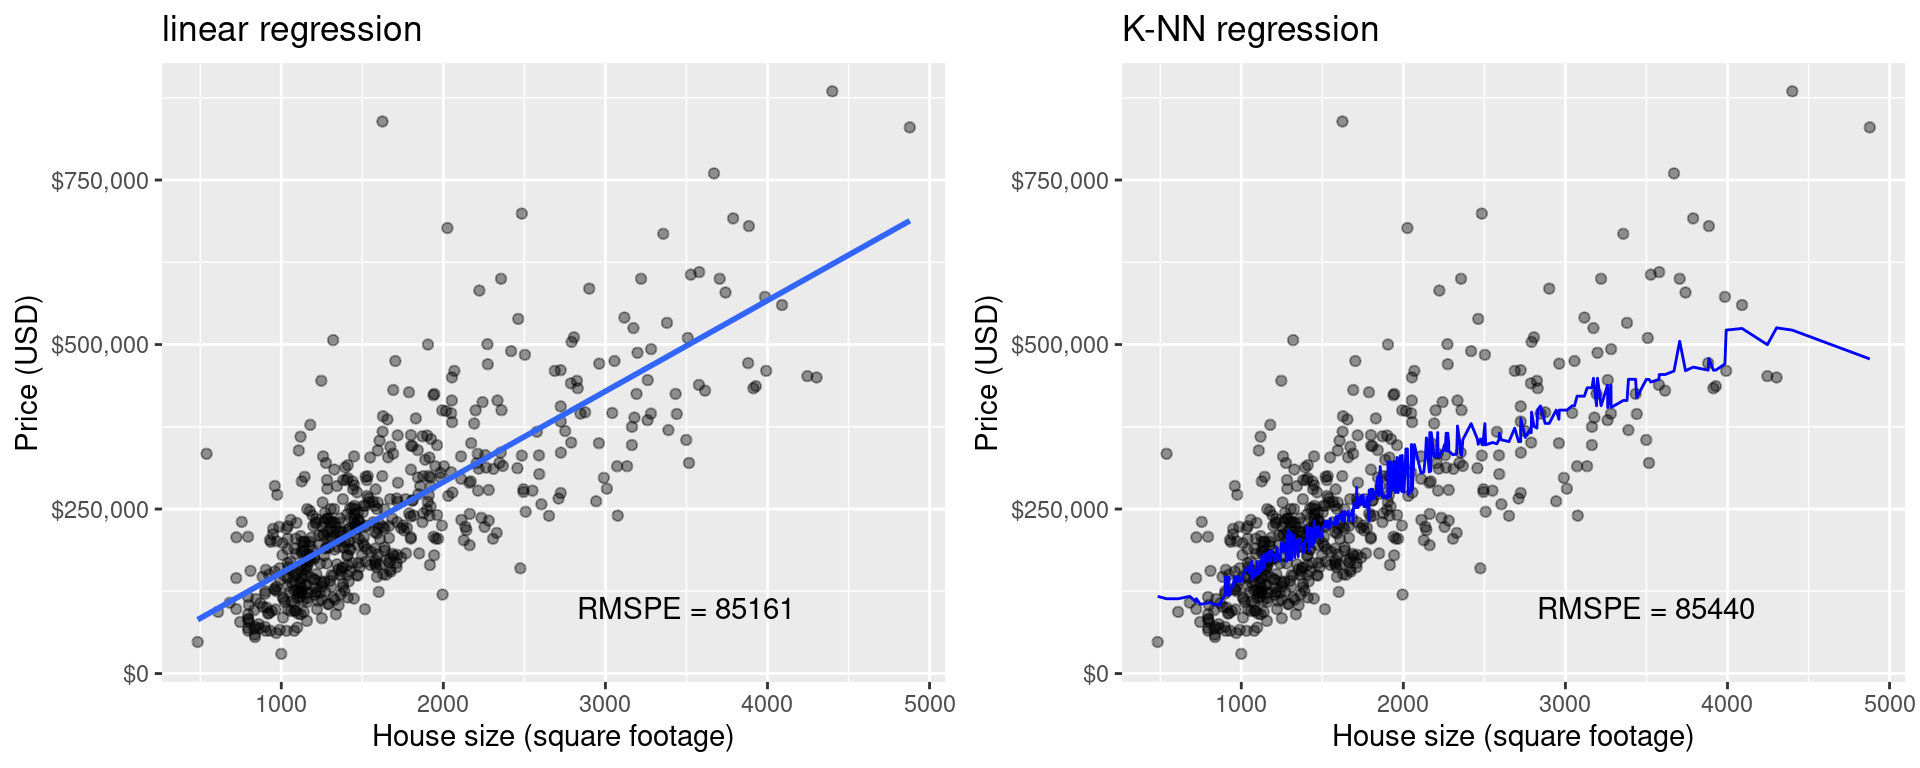 linear regression
Price (USD)
$750,000
$500,000
$250,000
$0
RMSPE = 85161
1000 2000 3000 4000 5000
House size (square footage)
K-NN regression
Price (USD)
$750,000
$500,000
$250,000
$0
RMSPE = 85440
1000 2000 3000 4000 5000
House size (square footage)